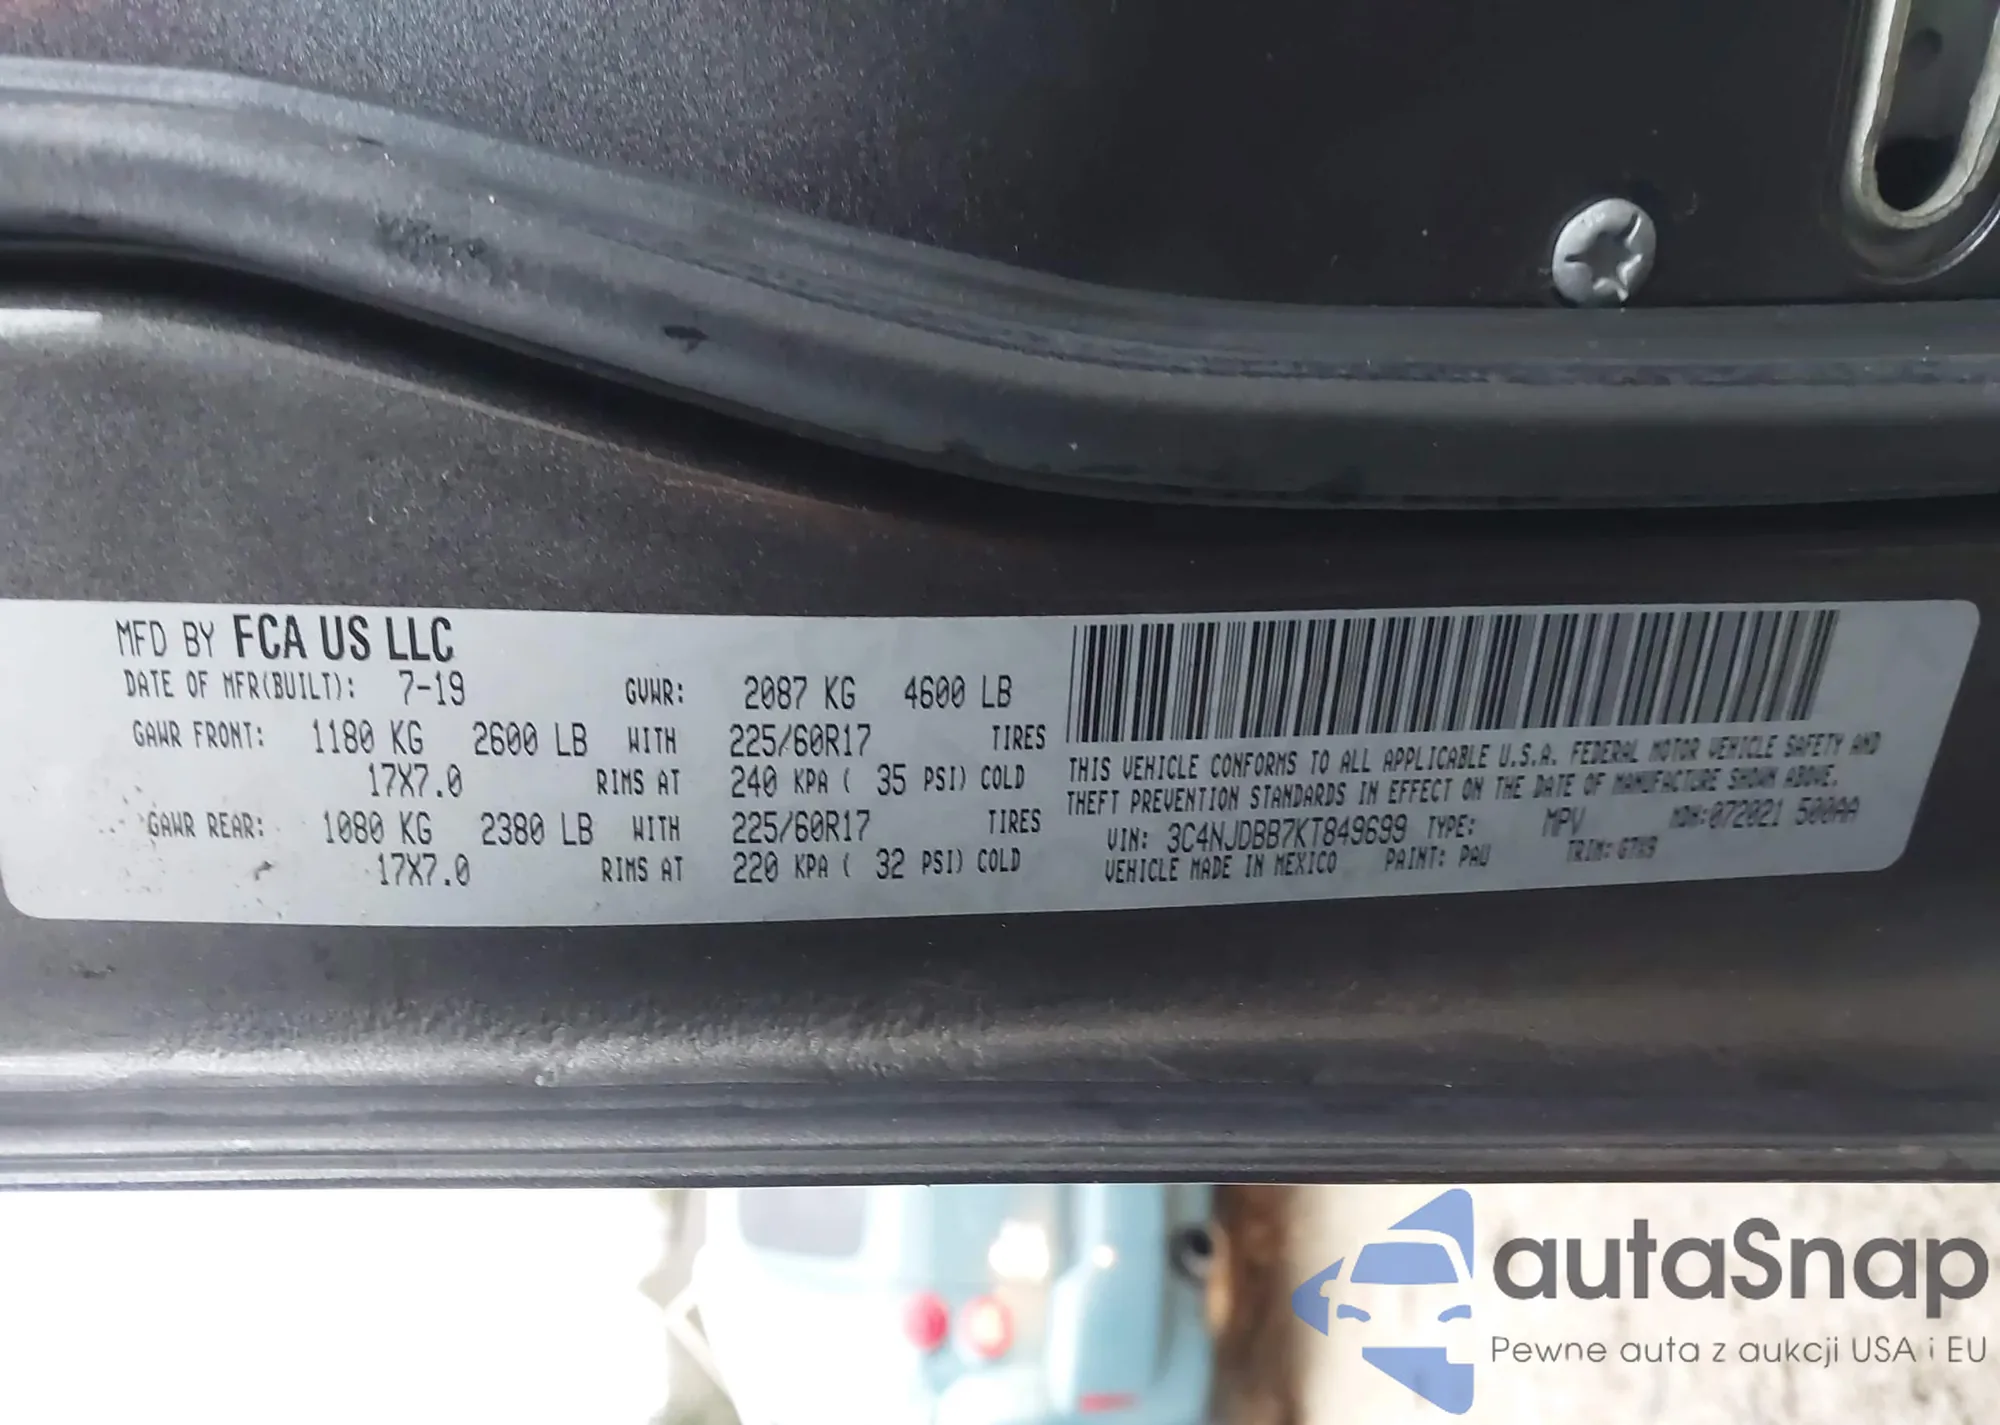 MFD BY FCA US LLC
DATE OF MFR(BUILT): 7-19 GVWR: 2087 KG 4600 LB
GAWR FRONT: 1180 KG 2600 LB WITH 225/60R17 TIRES
17X7.0 RIMS AT 240 KPA ( 35 PSI) COLD
GAWR REAR: 1080 KG 2380 LB WITH 225/60R17 TIRES
17X7.0 RIMS AT 220 KPA ( 32 PSI) COLD
THIS VEHICLE CONFORMS TO ALL APPLICABLE U.S.A. FEDERAL MOTOR VEHICLE SAFETY AND
THEFT PREVENTION STANDARDS IN EFFECT ON THE DATE OF MANUFACTURE SHOWN ABOVE.
VIN: 3C4NJDBB7KT849699 TYPE: MPV MDH:072021 500AA
VEHICLE MADE IN MEXICO PAINT: PAU TRIM:
autaSnap
Pewne auta z aukcji USA i EU